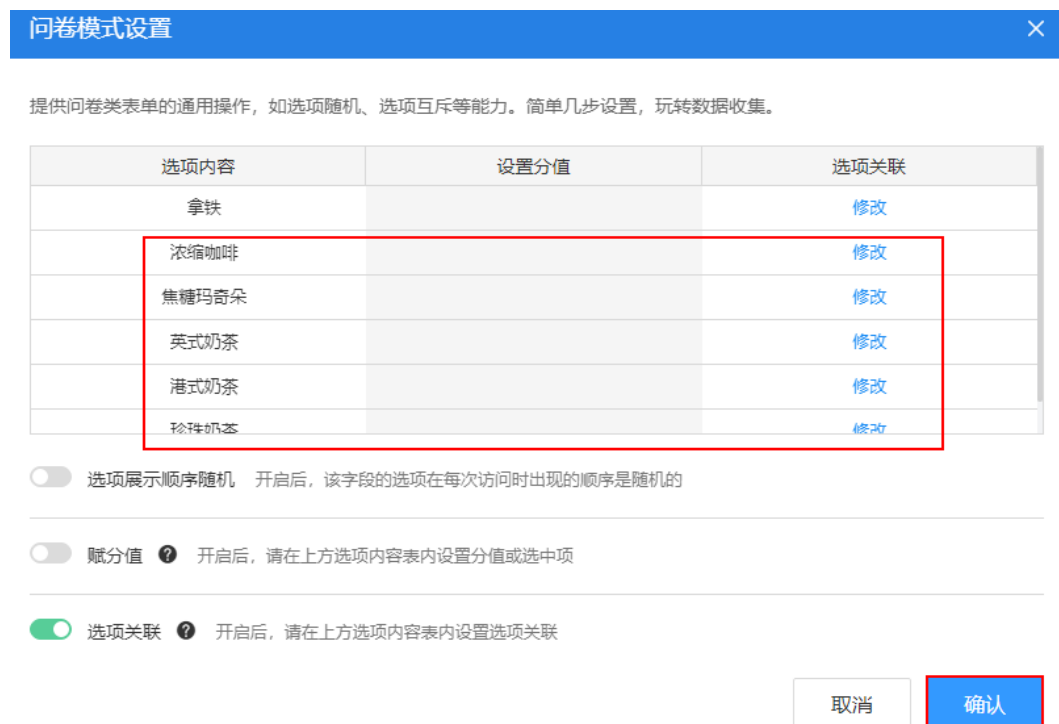 问卷模式设置
提供问卷类表单的通用操作，如选项随机、选项互斥等能力。简单几步设置，玩转数据收集。
选项内容 设置分值 选项关联
拿铁 修改
浓缩咖啡 修改
焦糖玛奇朵 修改
英式奶茶 修改
港式奶茶 修改
珍珠奶茶 修改
选项展示顺序随机 开启后，该字段的选项在每次访问时出现的顺序是随机的
赋分值 ? 开启后，请在上方选项内容表内设置分值或选中项
选项关联 ? 开启后，请在上方选项内容表内设置选项关联
取消 确认